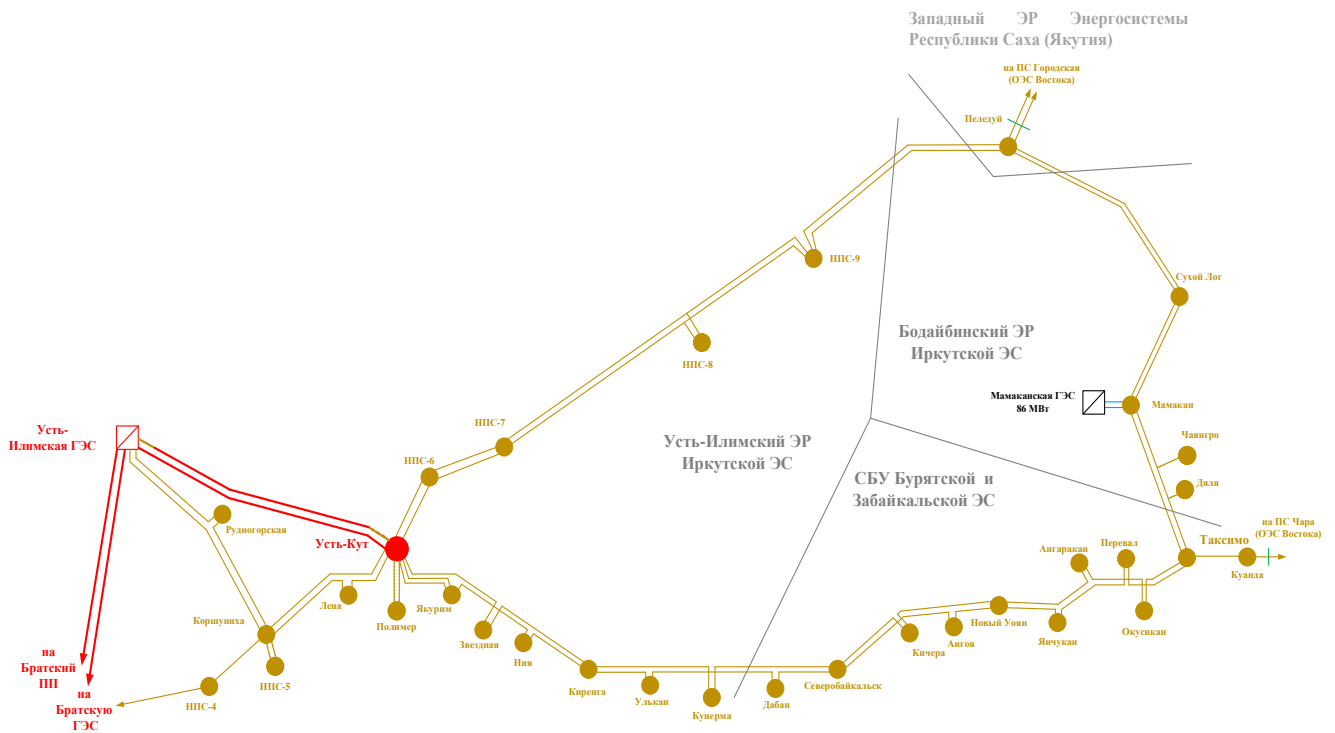 Западный ЭР Энергосистемы
Республики Саха (Якутия)
на ПС Городская
(ОЭС Востока)
Пеледуй
НПС-9
Сухой Лог
Бодайбинский ЭР
Иркутской ЭС
НПС-8
Мамаканская ГЭС
86 МВт
Мамакан
НПС-7
Усть-
Илимская ГЭС
Усть-Илимский ЭР
Иркутской ЭС
Чаянгро
НПС-6
СБУ Бурятской и
Забайкальской ЭС
Дяля
Рудногорская
Усть-Кут
на ПС Чара
(ОЭС Востока)
Таксимо
Перевал
Ангаракан
Куанда
Лена
Якурим
Полимер
Коршуниха
Звездная
Ния
Новый Уоян
Кичера
Ангоя
Янчукан
Окусикан
на
Братский
ПП
НПС-5
НПС-4
на
Братскую
ГЭС
Киренга
Улькан
Кунерма
Дабан
Северобайкальск